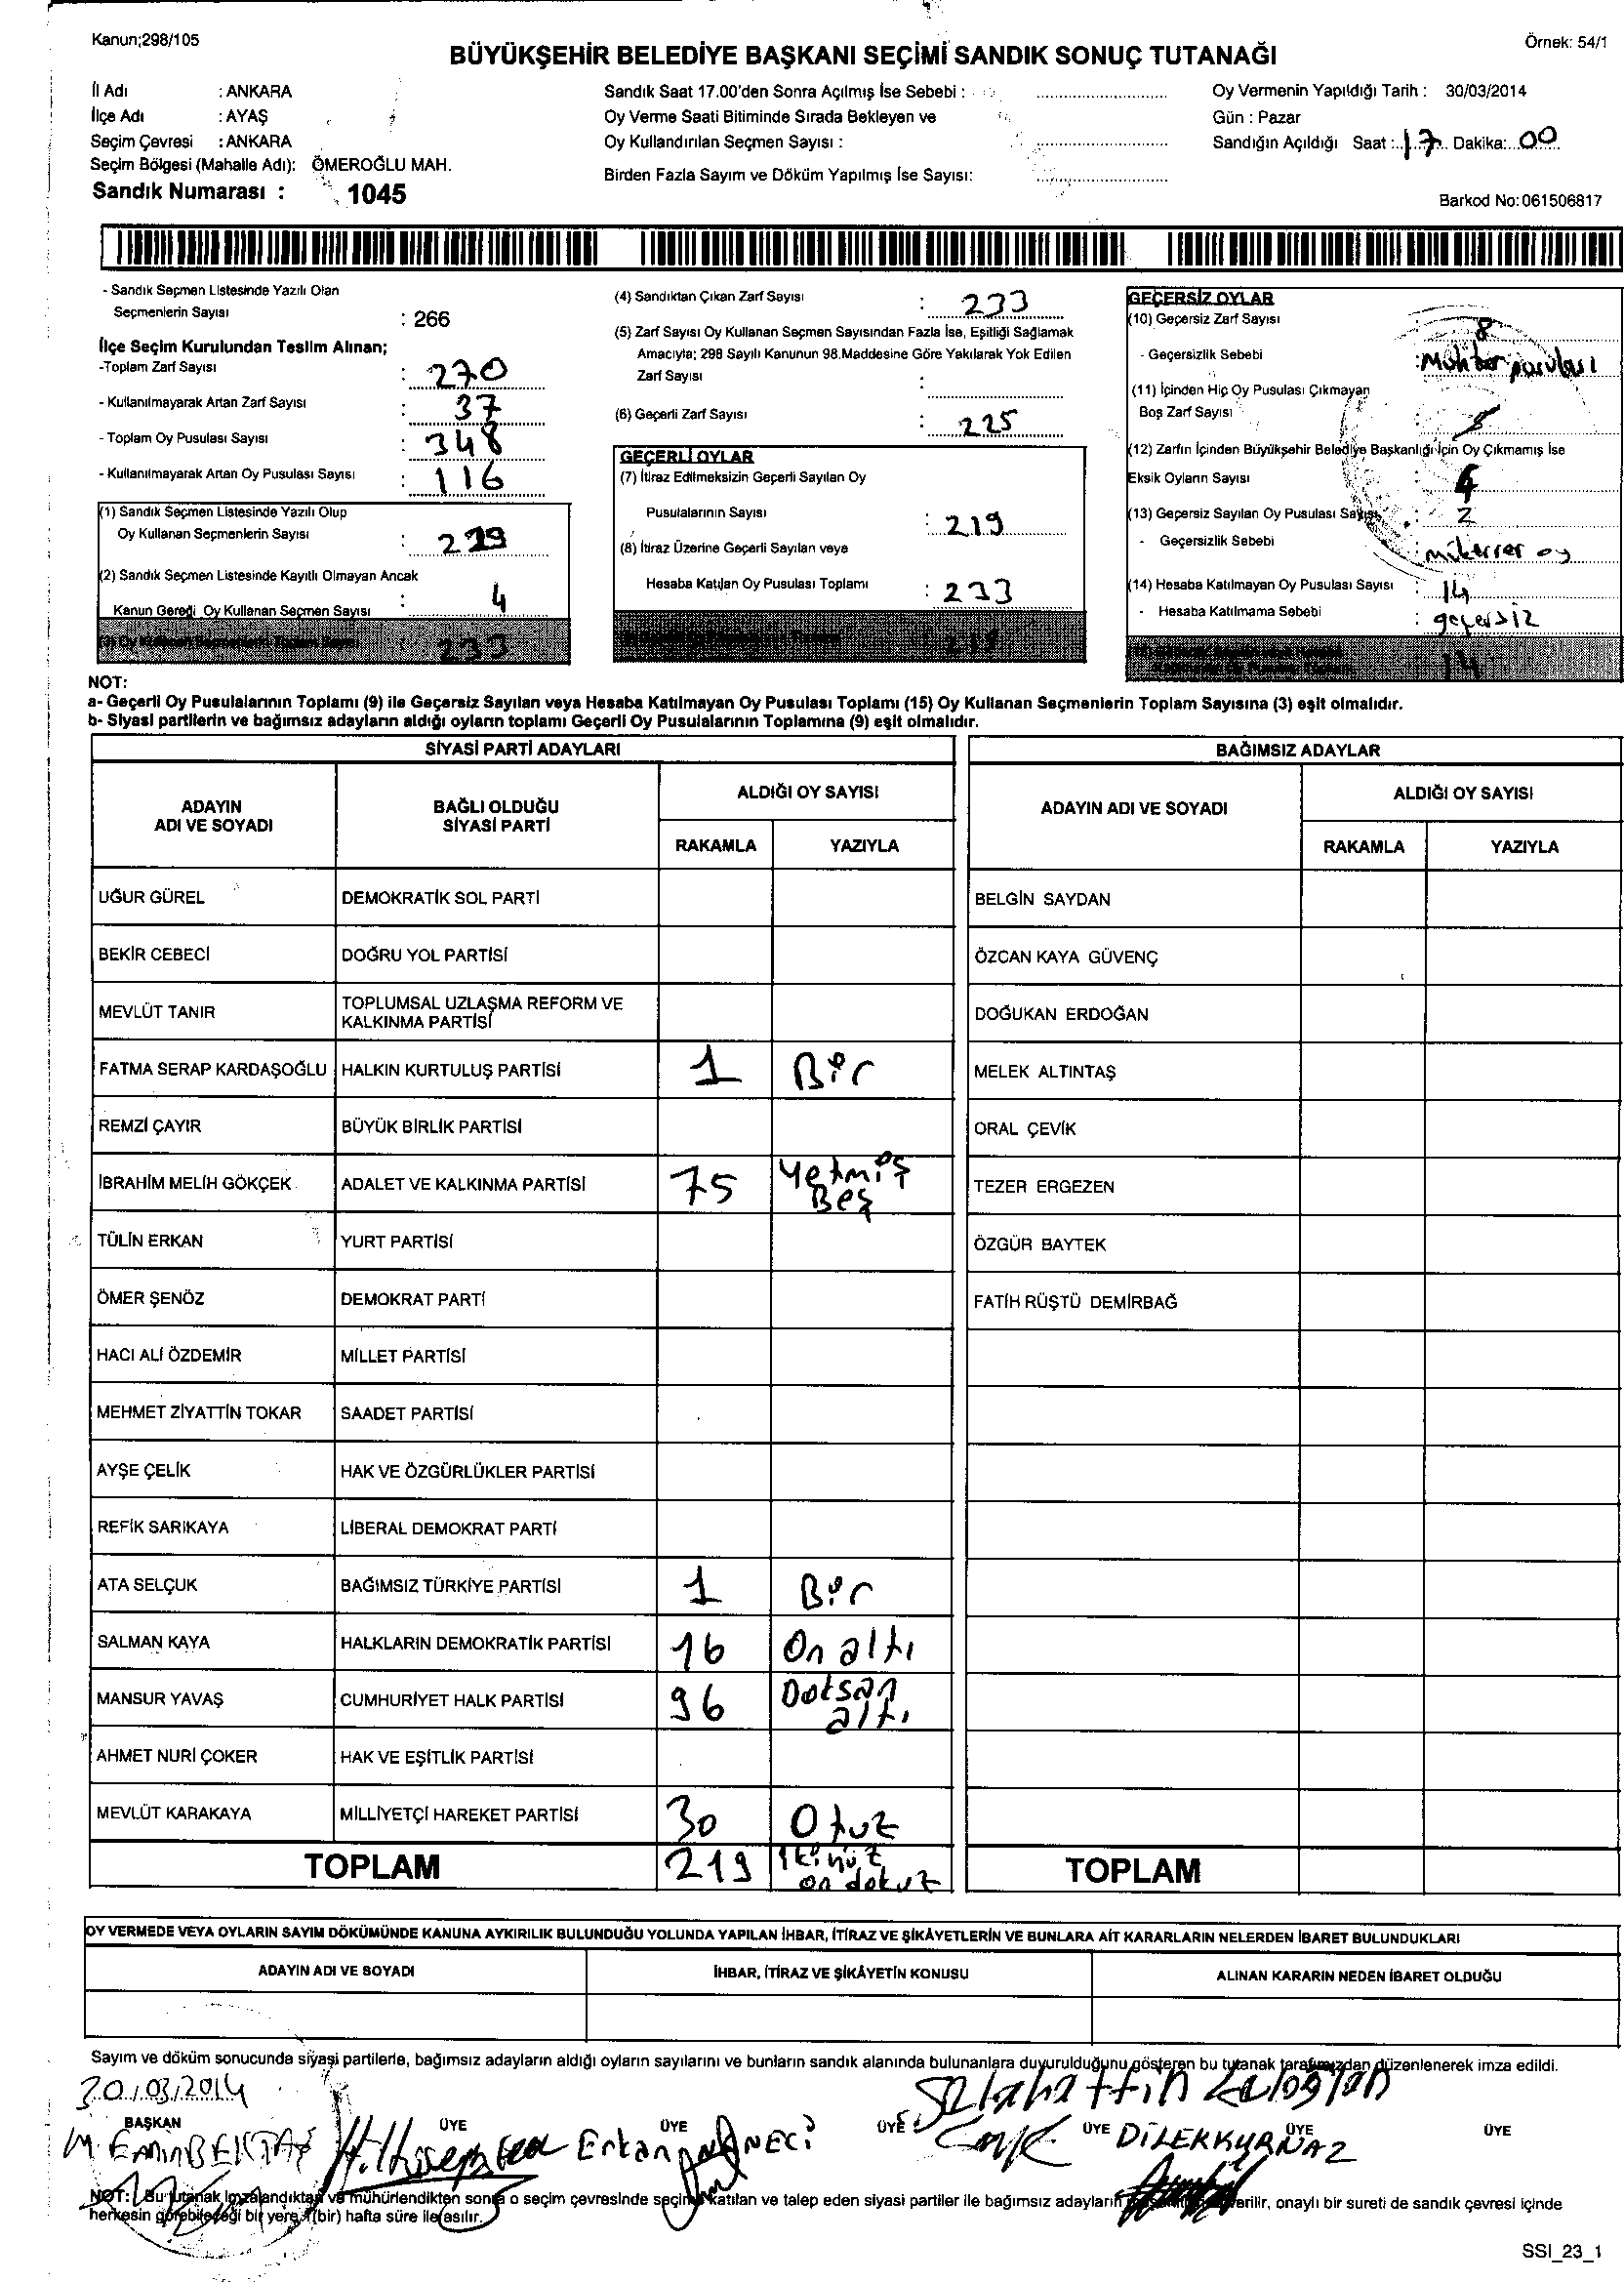 Kanun;298/105
Örnek: 54/1
BÜYÜKŞEHİR BELEDİYE BAŞKANI SEÇİMİ SANDIK SONUÇ TUTANAĞI
İl Adı : ANKARA
İlçe Adı : AYAŞ
Seçim Çevresi : ANKARA
Seçim Bölgesi (Mahalle Adı): ÖMEROĞLU MAH.
Sandık Numarası : 1045
Sandık Saat 17.00'den Sonra Açılmış İse Sebebi :
Oy Verme Saati Bitiminde Sırada Bekleyen ve
Oy Kullandırılan Seçmen Sayısı :
Birden Fazla Sayım ve Döküm Yapılmış İse Sayısı:
Oy Vermenin Yapıldığı Tarih : 30/03/2014
Gün : Pazar
Sandığın Açıldığı Saat : 17 Dakika: 00
Barkod No:061506817
- Sandık Seçmen Listesinde Yazılı Olan
Seçmenlerin Sayısı : 266
İlçe Seçim Kurulundan Teslim Alınan;
-Toplam Zarf Sayısı : 270
- Kullanılmayarak Artan Zarf Sayısı : 37
- Toplam Oy Pusulası Sayısı : 348
- Kullanılmayarak Artan Oy Pusulası Sayısı : 116
(1) Sandık Seçmen Listesinde Yazılı Olup
Oy Kullanan Seçmenlerin Sayısı : 229
(2) Sandık Seçmen Listesinde Kayıtlı Olmayan Ancak
Kanun Gereği Oy Kullanan Seçmen Sayısı : 4
(3) Oy Kullanan Seçmenlerin Toplam Sayısı : 233
(4) Sandıktan Çıkan Zarf Sayısı : 233
(5) Zarf Sayısı Oy Kullanan Seçmen Sayısından Fazla İse, Eşitliği Sağlamak
Amacıyla; 298 Sayılı Kanunun 98.Maddesine Göre Yakılarak Yok Edilen
Zarf Sayısı :
(6) Geçerli Zarf Sayısı : 225
GEÇERLİ OYLAR
(7) İtiraz Edilmeksizin Geçerli Sayılan Oy
Pusulalarının Sayısı : 219
(8) İtiraz Üzerine Geçerli Sayılan veya
Hesaba Katılan Oy Pusulası Toplamı : 233
219
GEÇERSİZ OYLAR
(10) Geçersiz Zarf Sayısı : 8
- Geçersizlik Sebebi : Muhtar pusulası
(11) İçinden Hiç Oy Pusulası Çıkmayan
Boş Zarf Sayısı :
(12) Zarfın İçinden Büyükşehir Belediye Başkanlığı İçin Oy Çıkmamış İse
Eksik Oyların Sayısı : 4
(13) Geçersiz Sayılan Oy Pusulası Sayısı : 2
- Geçersizlik Sebebi : mükerrer oy
(14) Hesaba Katılmayan Oy Pusulası Sayısı : 14
- Hesaba Katılmama Sebebi : geçersiz
14
NOT:
a- Geçerli Oy Pusulalarının Toplamı (9) ile Geçersiz Sayılan veya Hesaba Katılmayan Oy Pusulası Toplamı (15) Oy Kullanan Seçmenlerin Toplam Sayısına (3) eşit olmalıdır.
b- Siyasi partilerin ve bağımsız adayların aldığı oyların toplamı Geçerli Oy Pusulalarının Toplamına (9) eşit olmalıdır.
SİYASİ PARTİ ADAYLARI
ADAYIN ADI VE SOYADI
BAĞLI OLDUĞU SİYASİ PARTİ
ALDIĞI OY SAYISI
RAKAMLA YAZIYLA
UĞUR GÜREL DEMOKRATİK SOL PARTİ
BEKİR CEBECİ DOĞRU YOL PARTİSİ
MEVLÜT TANIR TOPLUMSAL UZLAŞMA REFORM VE KALKINMA PARTİSİ
FATMA SERAP KARDAŞOĞLU HALKIN KURTULUŞ PARTİSİ 1 Bir
REMZİ ÇAYIR BÜYÜK BİRLİK PARTİSİ
İBRAHİM MELİH GÖKÇEK ADALET VE KALKINMA PARTİSİ 75 Yetmiş Beş
TÜLİN ERKAN YURT PARTİSİ
ÖMER ŞENÖZ DEMOKRAT PARTİ
HACI ALİ ÖZDEMİR MİLLET PARTİSİ
MEHMET ZİYATTİN TOKAR SAADET PARTİSİ
AYŞE ÇELİK HAK VE ÖZGÜRLÜKLER PARTİSİ
REFİK SARIKAYA LİBERAL DEMOKRAT PARTİ
ATA SELÇUK BAĞIMSIZ TÜRKİYE PARTİSİ 1 Bir
SALMAN KAYA HALKLARIN DEMOKRATİK PARTİSİ 16 On altı
MANSUR YAVAŞ CUMHURİYET HALK PARTİSİ 96 Doksan altı
AHMET NURİ ÇOKER HAK VE EŞİTLİK PARTİSİ
MEVLÜT KARAKAYA MİLLİYETÇİ HAREKET PARTİSİ 30 Otuz
TOPLAM 219 İkiyüz on dokuz
BAĞIMSIZ ADAYLAR
ADAYIN ADI VE SOYADI
ALDIĞI OY SAYISI
RAKAMLA YAZIYLA
BELGİN SAYDAN
ÖZCAN KAYA GÜVENÇ
DOĞUKAN ERDOĞAN
MELEK ALTINTAŞ
ORAL ÇEVİK
TEZER ERGEZEN
ÖZGÜR BAYTEK
FATİH RÜŞTÜ DEMİRBAĞ
TOPLAM
OY VERMEDE VEYA OYLARIN SAYIM DÖKÜMÜNDE KANUNA AYKIRILIK BULUNDUĞU YOLUNDA YAPILAN İHBAR, İTİRAZ VE ŞİKÂYETLERİN VE BUNLARA AİT KARARLARIN NELERDEN İBARET BULUNDUKLARI
ADAYIN ADI VE SOYADI
İHBAR, İTİRAZ VE ŞİKÂYETİN KONUSU
ALINAN KARARIN NEDEN İBARET OLDUĞU
Sayım ve döküm sonucunda siyasi partilerle, bağımsız adayların aldığı oyların sayılarını ve bunların sandık alanında bulunanlara duyurulduğunu gösteren bu tutanak tarafımızdan düzenlenerek imza edildi.
30/03/2014
BAŞKAN ÜYE ÜYE ÜYE ÜYE ÜYE ÜYE
M. EMİN BEKTAŞ
Erkan
Selahattin
DİLEK KURNAZ
NOT: Bu tutanak imzalandıktan ve mühürlendikten sonra o seçim çevresinde seçime katılan ve talep eden siyasi partiler ile bağımsız adayların verilir, onaylı bir sureti de sandık çevresi içinde
herkesin görebileceği bir yere 1(bir) hafta süre ile asılır.
SSI_23_1